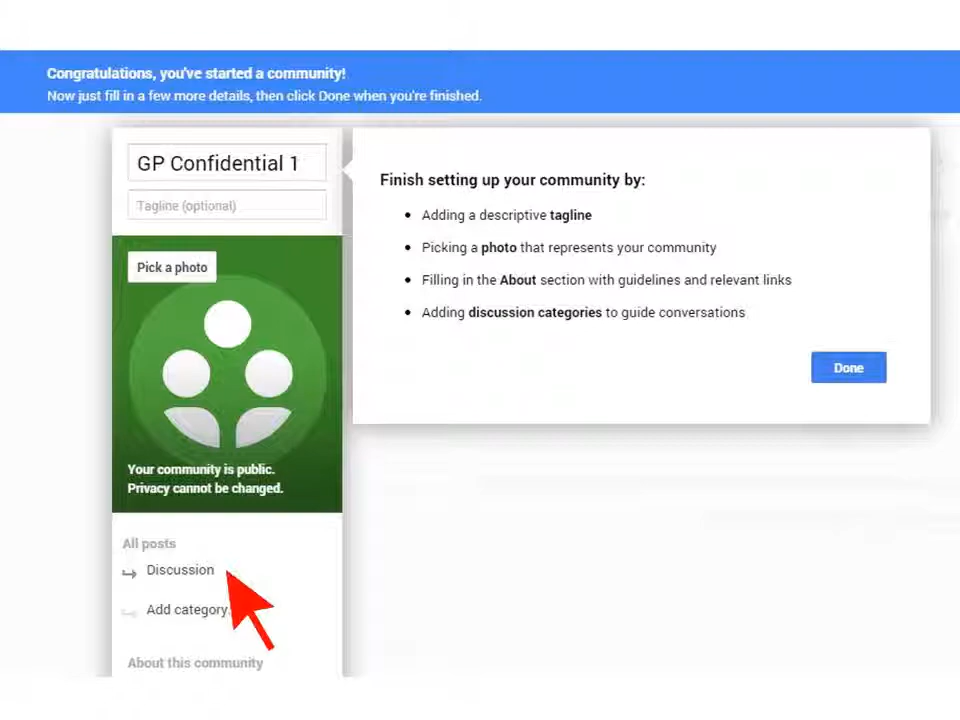 Congratulations, you've started a community!
Now just fill in a few more details, then click Done when you're finished.
GP Confidential 1
Tagline (optional)
Pick a photo
Your community is public.
Privacy cannot be changed.
All posts
Discussion
Add category
About this community
Finish setting up your community by:
Adding a descriptive tagline
Picking a photo that represents your community
Filling in the About section with guidelines and relevant links
Adding discussion categories to guide conversations
Done